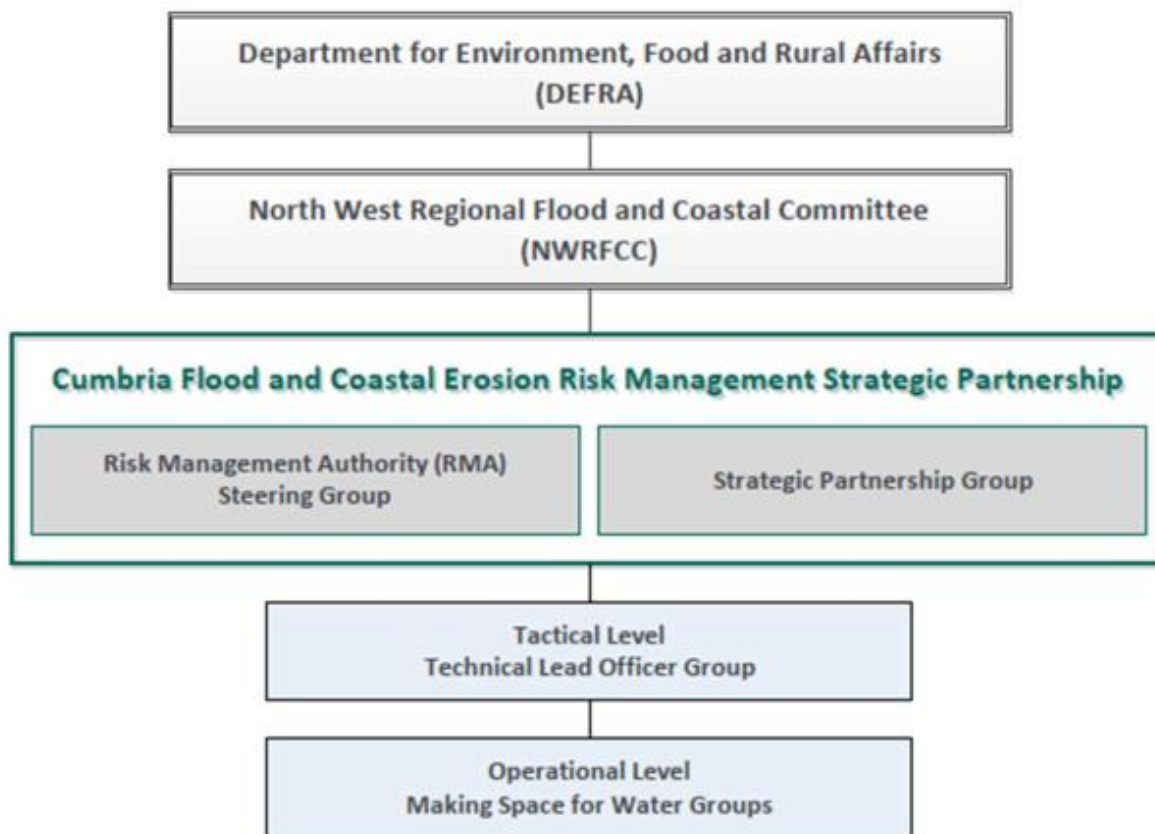 Department for Environment, Food and Rural Affairs
(DEFRA)
North West Regional Flood and Coastal Committee
(NWRFCC)
Cumbria Flood and Coastal Erosion Risk Management Strategic Partnership
Risk Management Authority (RMA)
Steering Group
Strategic Partnership Group
Tactical Level
Technical Lead Officer Group
Operational Level
Making Space for Water Groups